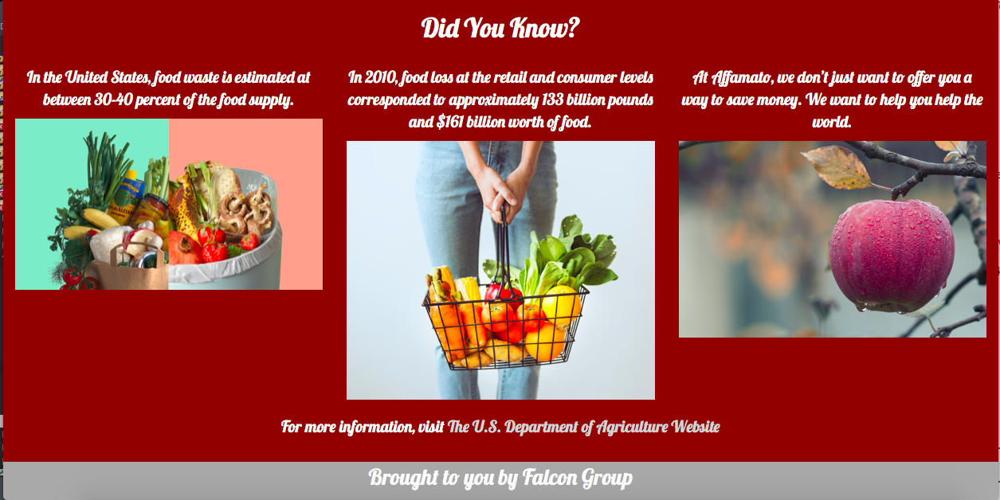 Did You Know?
In the United States, food waste is estimated at
between 30-40 percent of the food supply.
In 2010, food loss at the retail and consumer levels
corresponded to approximately 133 billion pounds
and $161 billion worth of food.
At Affamato, we don't just want to offer you a
way to save money. We want to help you help the
world.
For more information, visit The U.S. Department of Agriculture Website
Brought to you by Falcon Group